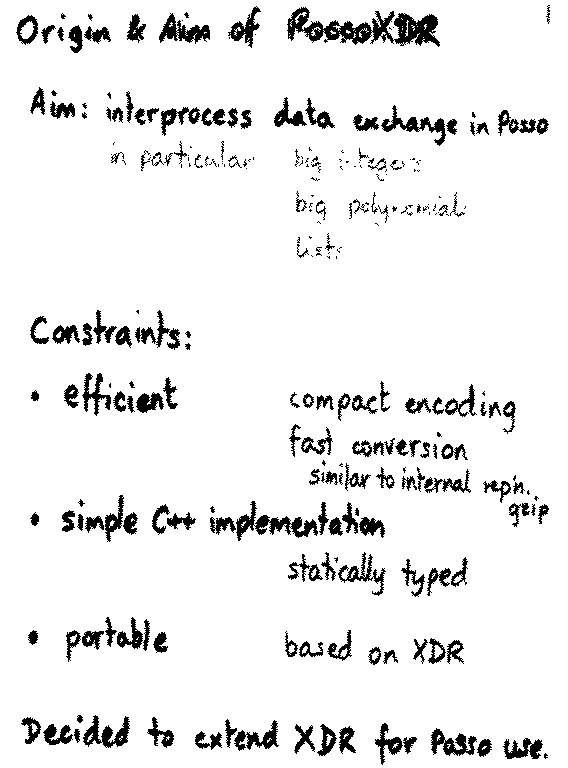 1
Origin & Aim of PossoXDR
Aim: interprocess data exchange in Posso
in particular big integers
big polynomials
lists
Constraints:
• efficient compact encoding
fast conversion
similar to internal rep'n.
gzip
• simple C++ implementation
statically typed
• portable based on XDR
Decided to extend XDR for Posso use.